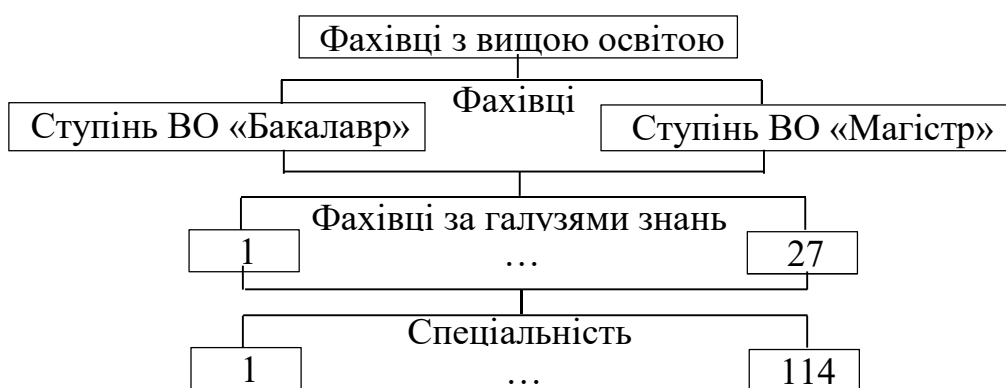 Фахівці з вищою освітою
Фахівці
Ступінь ВО «Бакалавр» Ступінь ВО «Магістр»
Фахівці за галузями знань
1 … 27
Спеціальність
1 … 114